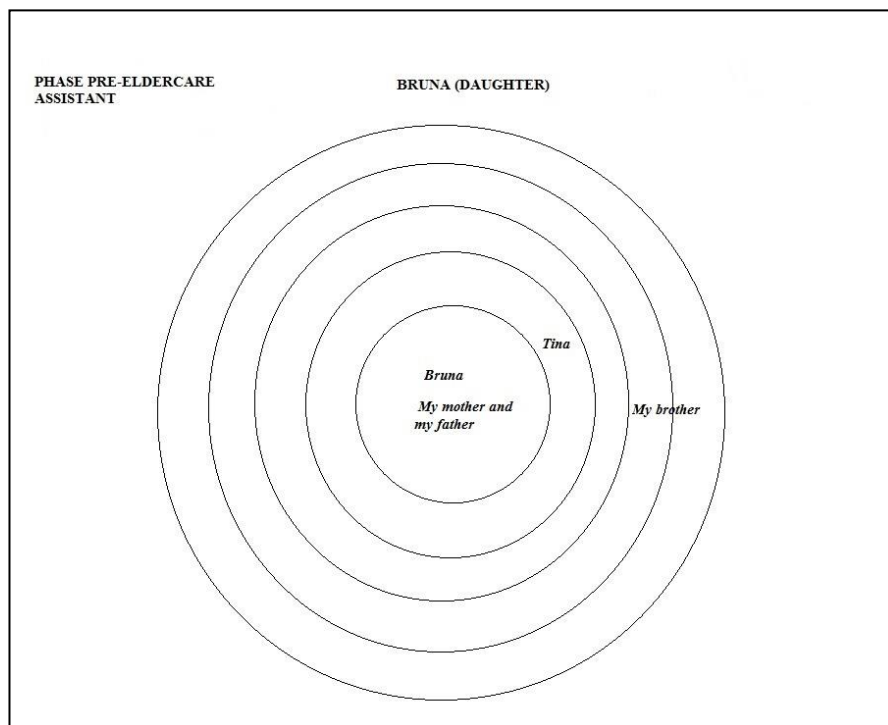 PHASE PRE-ELDERCARE
ASSISTANT
BRUNA (DAUGHTER)
Tina
Bruna
My mother and
my father
My brother